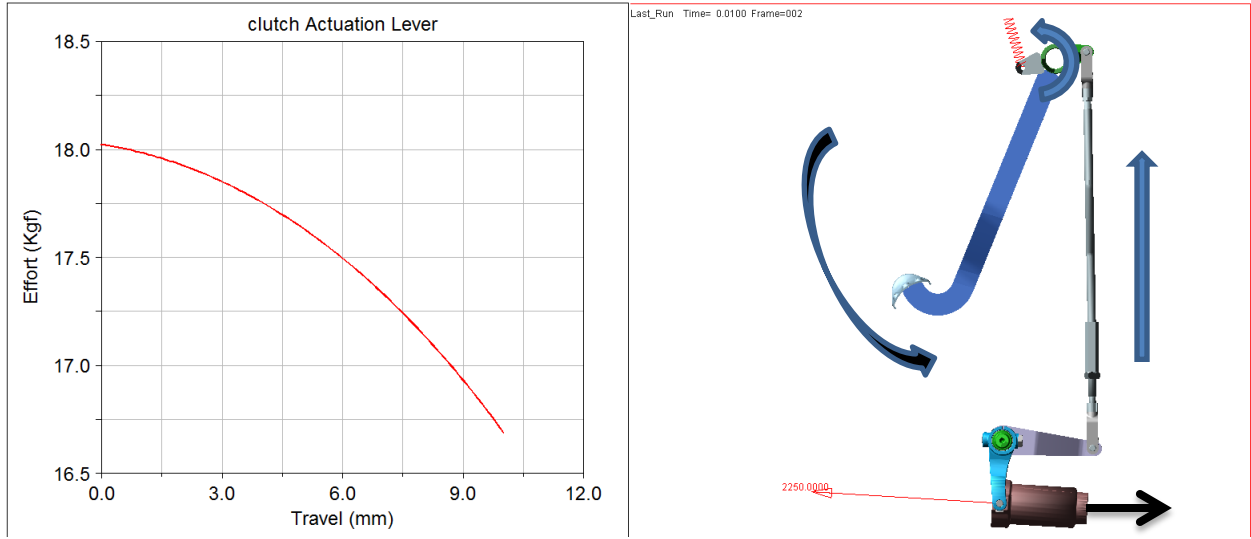 clutch Actuation Lever
18.5
18.0
17.5
17.0
16.5
Effort (Kgf)
0.0 3.0 6.0 9.0 12.0
Travel (mm)
Last_Run Time= 0.0100 Frame=002
2250.0000